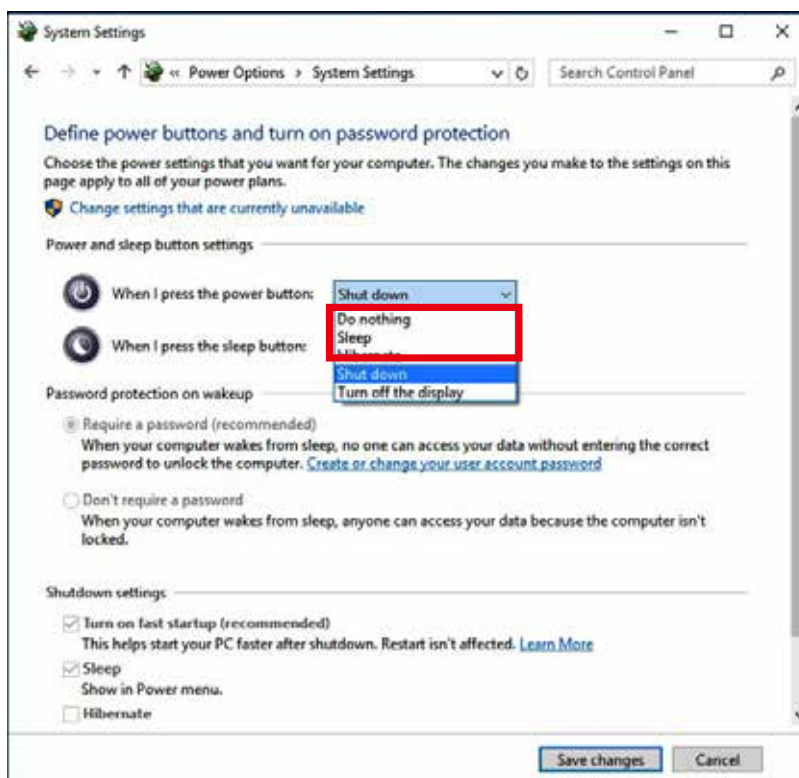 System Settings
« Power Options › System Settings
Search Control Panel
Define power buttons and turn on password protection
Choose the power settings that you want for your computer. The changes you make to the settings on this
page apply to all of your power plans.
Change settings that are currently unavailable
Power and sleep button settings
When I press the power button:
Shut down
Do nothing
Sleep
Hibernate
Shut down
Turn off the display
When I press the sleep button:
Password protection on wakeup
Require a password (recommended)
When your computer wakes from sleep, no one can access your data without entering the correct
password to unlock the computer. Create or change your user account password
Don't require a password
When your computer wakes from sleep, anyone can access your data because the computer isn't
locked.
Shutdown settings
Turn on fast startup (recommended)
This helps start your PC faster after shutdown. Restart isn't affected. Learn More
Sleep
Show in Power menu.
Hibernate
Save changes
Cancel